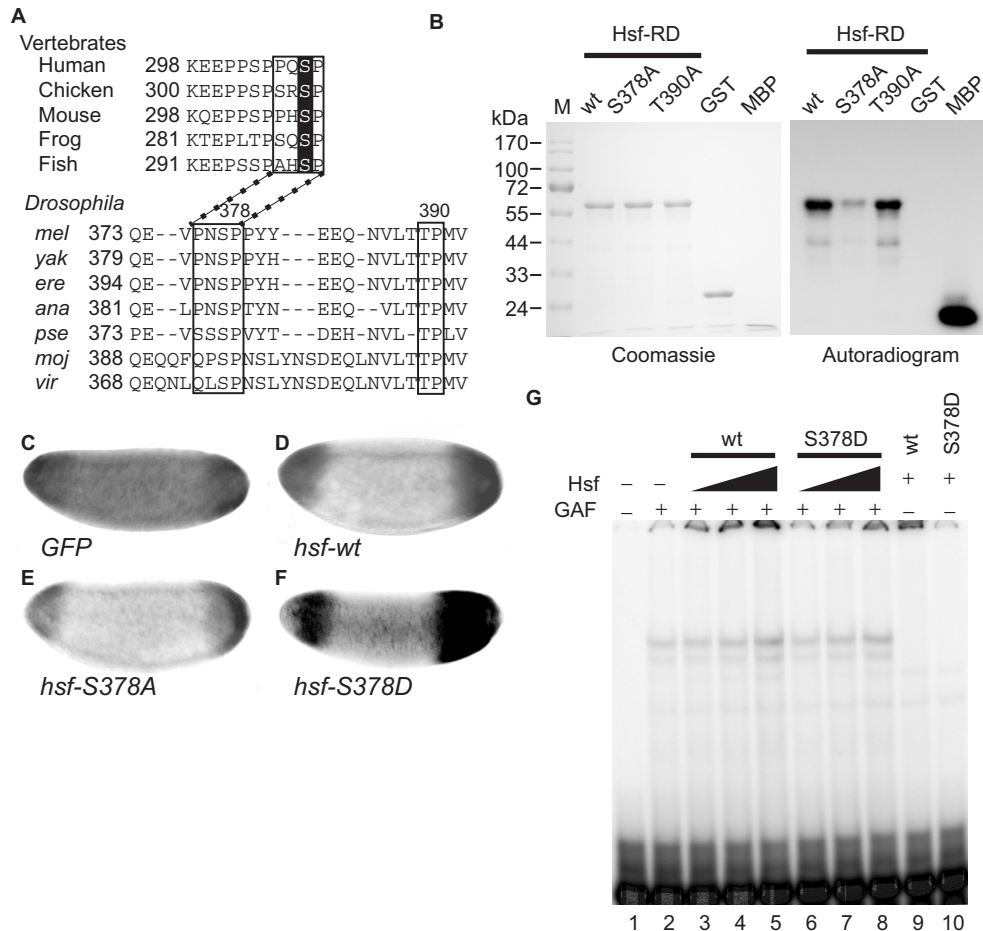 A
Vertebrates
Human 298 KEEPPSPPQSP
Chicken 300 KEEPPSPSRSP
Mouse 298 KQEPPSPPHSP
Frog 281 KTEPLTPSQSP
Fish 291 KEEPSSPAHSP
Drosophila 378 390
mel 373 QE--VPNSPPYY---EEQ-NVLTTPMV
yak 379 QE--VPNSPPYH---EEQ-NVLTTPMV
ere 394 QE--VPNSPPYH---EEQ-NVLTTPMV
ana 381 QE--LPNSPTYN---EEQ--VLTTPMV
pse 373 PE--VSSSPVYT---DEH-NVL-TPLV
moj 388 QEQQFQPSPNSLYNSDEQLNVLTTPMV
vir 368 QEQNLQLSPNSLYNSDEQLNVLTTPMV
B
Hsf-RD
M wt S378A T390A GST MBP
kDa
170
100
72
55
44
33
24
Coomassie
Hsf-RD
wt S378A T390A GST MBP
Autoradiogram
C
GFP
D
hsf-wt
E
hsf-S378A
F
hsf-S378D
G
wt S378D wt S378D
Hsf – – + +
GAF – + + + + + + + – –
1 2 3 4 5 6 7 8 9 10